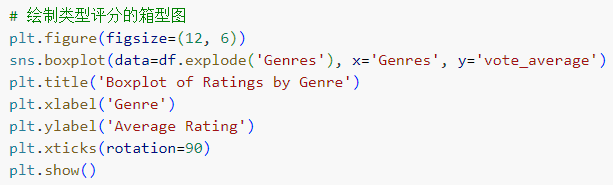 # 绘制类型评分的箱型图
plt.figure(figsize=(12, 6))
sns.boxplot(data=df.explode('Genres'), x='Genres', y='vote_average')
plt.title('Boxplot of Ratings by Genre')
plt.xlabel('Genre')
plt.ylabel('Average Rating')
plt.xticks(rotation=90)
plt.show()